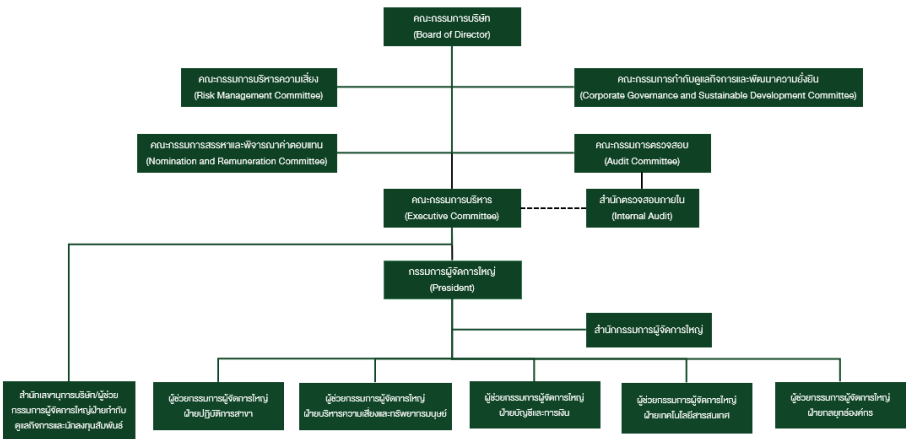 คณะกรรมการบริษัท
(Board of Director)
คณะกรรมการบริหารความเสี่ยง
(Risk Management Committee)
คณะกรรมการกำกับดูแลกิจการและพัฒนาความยั่งยืน
(Corporate Governance and Sustainable Development Committee)
คณะกรรมการสรรหาและพิจารณาค่าตอบแทน
(Nomination and Remuneration Committee)
คณะกรรมการตรวจสอบ
(Audit Committee)
คณะกรรมการบริหาร
(Executive Committee)
สำนักตรวจสอบภายใน
(Internal Audit)
กรรมการผู้จัดการใหญ่
(President)
สำนักกรรมการผู้จัดการใหญ่
สำนักเลขานุการบริษัท/ผู้ช่วย
กรรมการผู้จัดการใหญ่ฝ่ายกำกับ
ดูแลกิจการและนักลงทุนสัมพันธ์
ผู้ช่วยกรรมการผู้จัดการใหญ่
ฝ่ายปฏิบัติการสาขา
ผู้ช่วยกรรมการผู้จัดการใหญ่
ฝ่ายบริหารความเสี่ยงและทรัพยากรมนุษย์
ผู้ช่วยกรรมการผู้จัดการใหญ่
ฝ่ายบัญชีและการเงิน
ผู้ช่วยกรรมการผู้จัดการใหญ่
ฝ่ายเทคโนโลยีสารสนเทศ
ผู้ช่วยกรรมการผู้จัดการใหญ่
ฝ่ายกลยุทธ์องค์กร